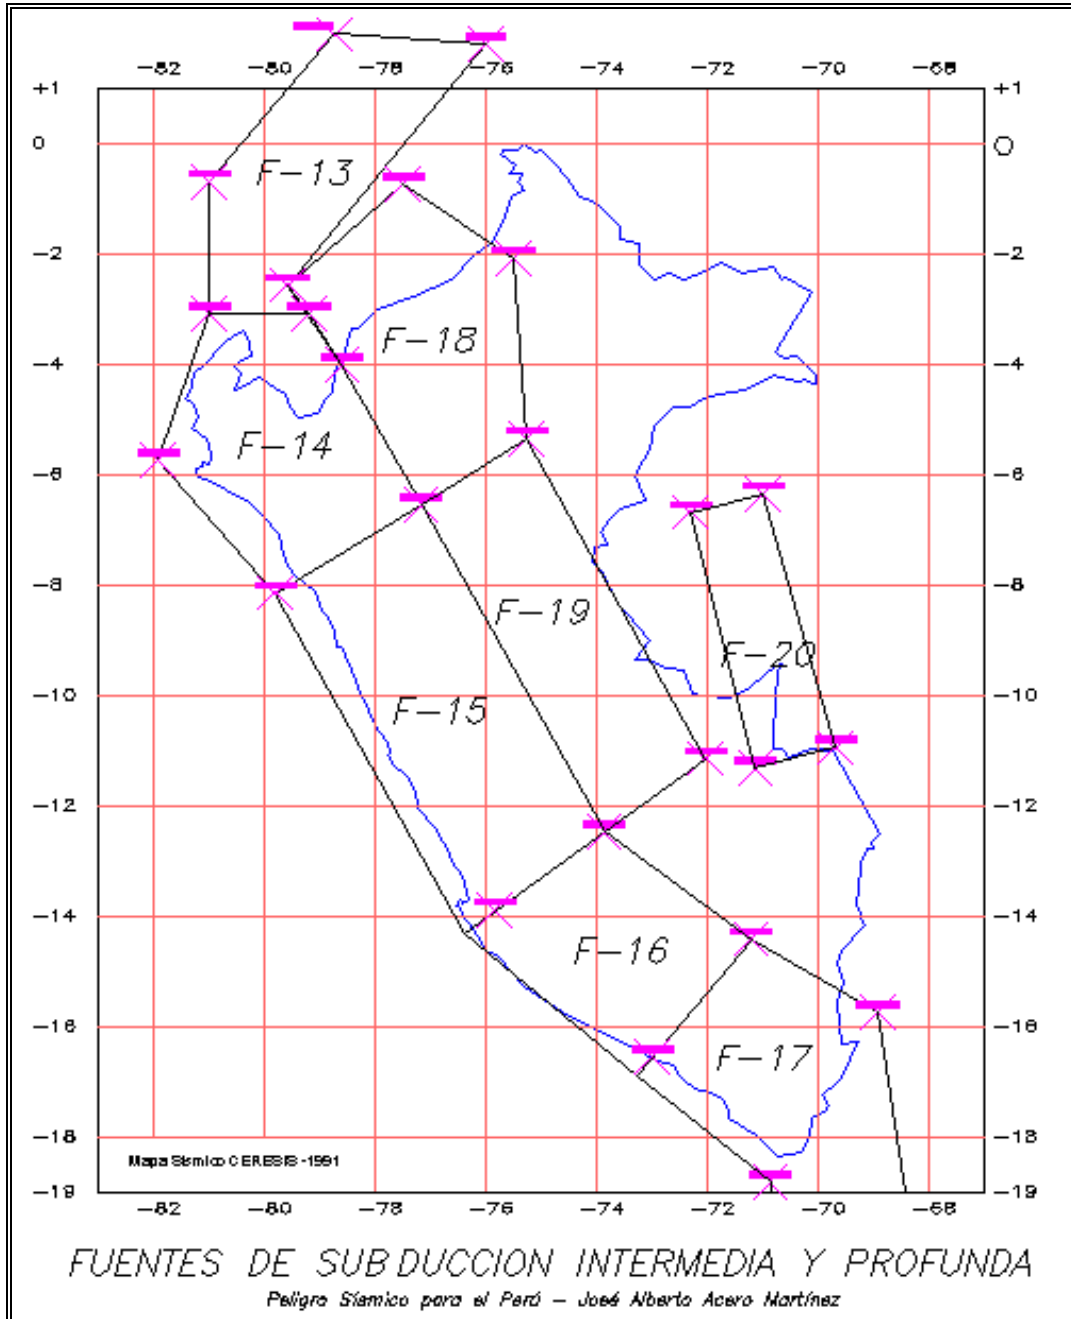 -82 -80 -78 -76 -74 -72 -70 -68
+1 +1
0 0
F-13
-2 -2
F-18
-4 -4
F-14
-6 -6
-8 -8
F-19
F-20
-10 -10
F-15
-12 -12
-14 -14
F-16
-16 -16
F-17
-18 -18
Mapa Sísmico CERESIS -1991
-19 -19
-82 -80 -78 -76 -74 -72 -70 -68
FUENTES DE SUBDUCCION INTERMEDIA Y PROFUNDA
Peligro Sísmico para el Perú - José Alberto Acero Martínez